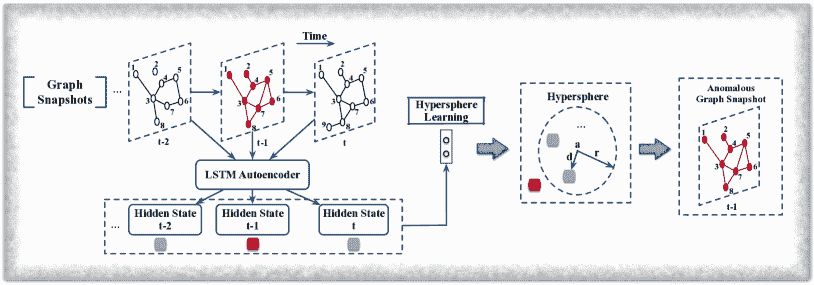 Time
Graph
Snapshots
...
1
2
4
5
3
6
7
8
t-2
1
2
4
5
3
6
7
8
t-1
1
2
4
5
3
6
7
9
8
t
LSTM Autoencoder
...
Hidden State
t-2
Hidden State
t-1
Hidden State
t
Hypersphere
Learning
Hypersphere
...
a
d
r
Anomalous
Graph Snapshot
1
2
4
5
3
6
7
8
t-1